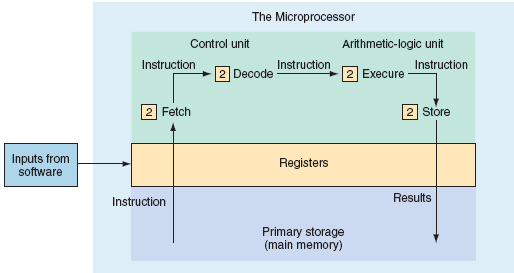 The Microprocessor
Control unit
Arithmetic-logic unit
Instruction
2 Decode
Instruction
2 Execure
Instruction
2 Fetch
2 Store
Inputs from
software
Registers
Instruction
Results
Primary storage
(main memory)